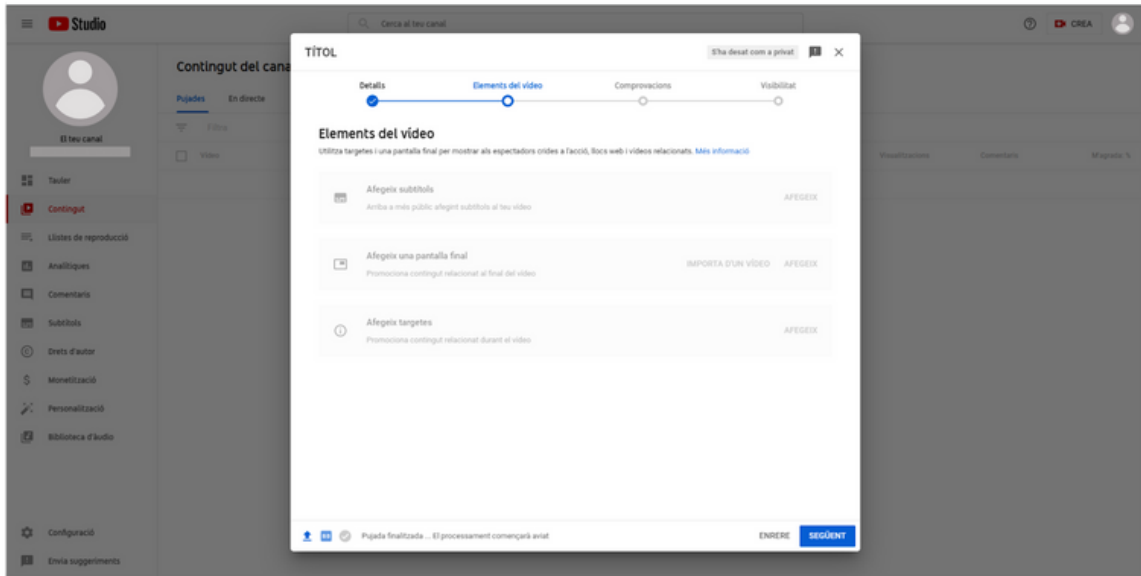 Studio
Cerca al teu canal
CREA
El teu canal
Tauler
Contingut
Llistes de reproducció
Analítiques
Comentaris
Subtítols
Drets d'autor
Monetització
Personalització
Biblioteca d'àudio
Configuració
Envia suggeriments
Contingut del cana
Pujades En directe
Filtra
Vídeo
Visualitzacions Comentaris M'agrada %
TÍTOL
S'ha desat com a privat
Detalls Elements del vídeo Comprovacions Visibilitat
Elements del vídeo
Utilitza targetes i una pantalla final per mostrar als espectadors crides a l'acció, llocs web i vídeos relacionats. Més informació
Afegeix subtítols
Arriba a més públic afegint subtítols al teu vídeo
AFEGEIX
Afegeix una pantalla final
Promociona contingut relacionat al final del vídeo
IMPORTA D'UN VÍDEO AFEGEIX
Afegeix targetes
Promociona contingut relacionat durant el vídeo
AFEGEIX
Pujada finalitzada ... El processament començarà aviat
ENRERE SEGÜENT